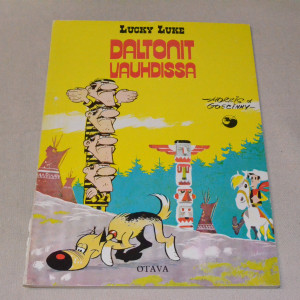 LUCKY LUKE
DALTONIT
VAUHDISSA
MORRIS
GOSCINNY
OTAVA